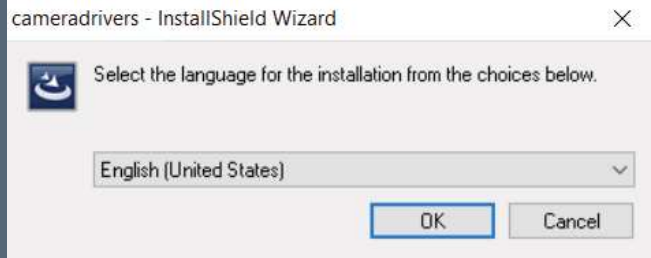 cameradrivers - InstallShield Wizard
Select the language for the installation from the choices below.
English (United States)
OK Cancel